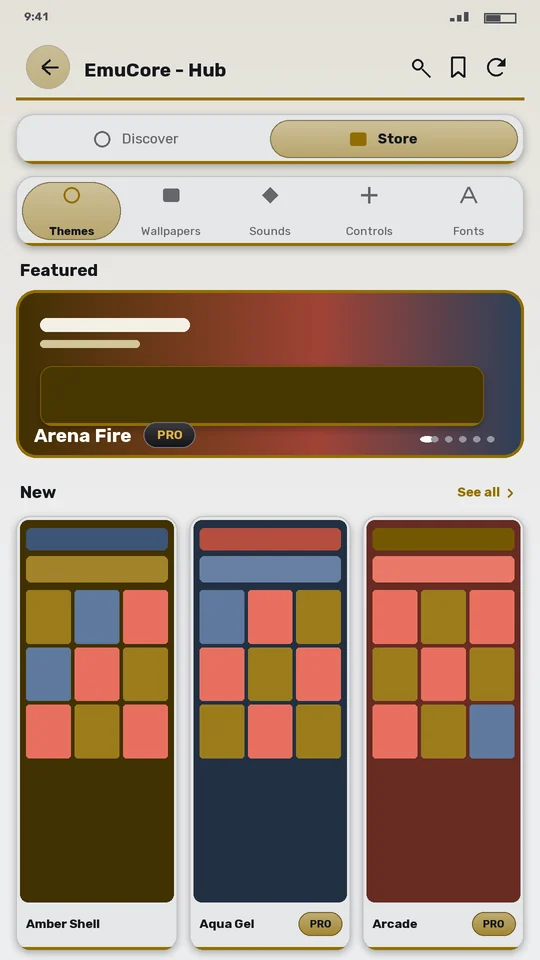 9:41
EmuCore - Hub
Discover
Store
Themes
Wallpapers
Sounds
Controls
Fonts
Featured
Arena Fire
PRO
New
See all
Amber Shell
Aqua Gel
PRO
Arcade
PRO